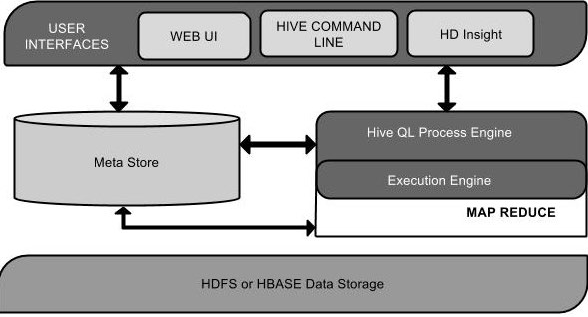 USER
INTERFACES
WEB UI
HIVE COMMAND
LINE
HD Insight
Meta Store
Hive QL Process Engine
Execution Engine
MAP REDUCE
HDFS or HBASE Data Storage